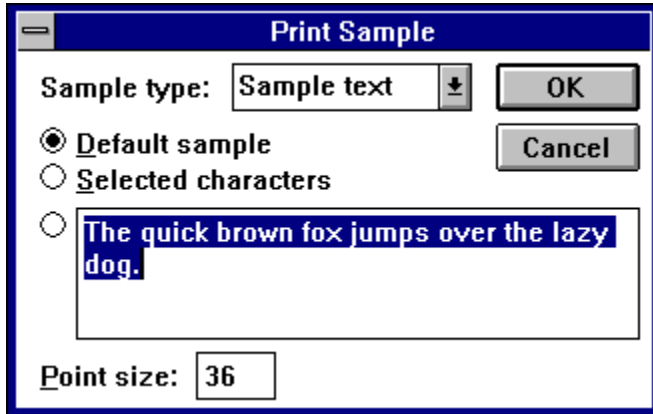 Print Sample
Sample type: Sample text OK
Default sample Cancel
Selected characters
The quick brown fox jumps over the lazy
dog.
Point size: 36